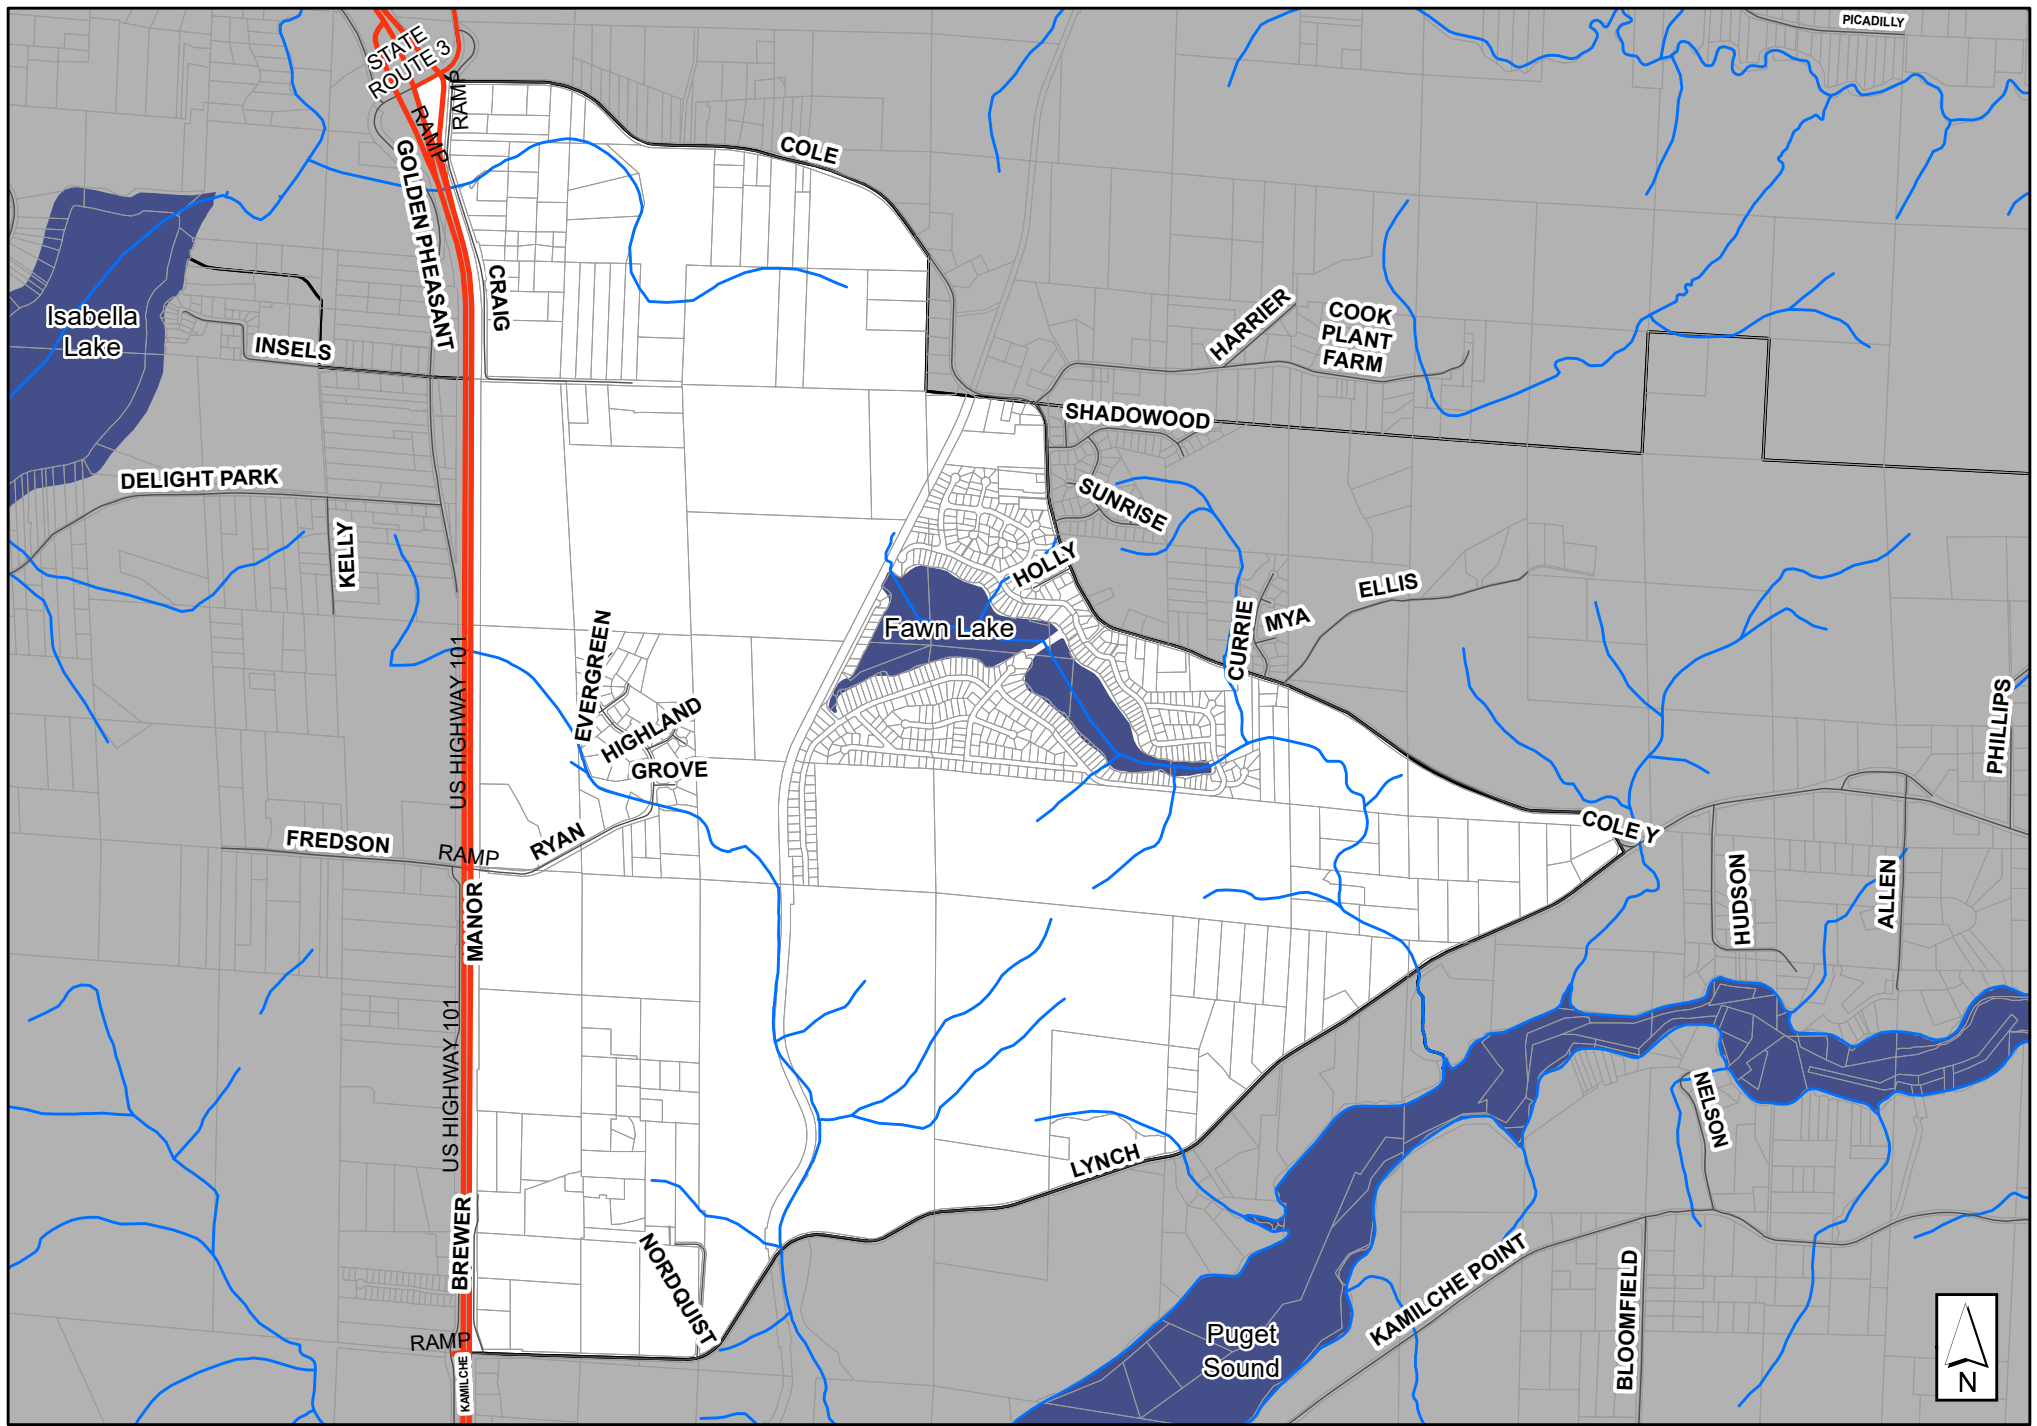 PICADILLY
STATE
ROUTE 3
RAMP
RAMP
COLE
GOLDEN PHEASANT
CRAIG
Isabella
Lake
INSELS
HARRIER
COOK
PLANT
FARM
SHADOWOOD
DELIGHT PARK
SUNRISE
KELLY
HOLLY
ELLIS
MYA
CURRIE
Fawn Lake
EVERGREEN
HIGHLAND
GROVE
US HIGHWAY 101
PHILLIPS
FREDSON
RAMP
RYAN
COLE Y
MANOR
HUDSON
ALLEN
US HIGHWAY 101
NELSON
LYNCH
BREWER
NORDQUIST
KAMILCHE POINT
BLOOMFIELD
Puget
Sound
RAMP
KAMILCHE
N